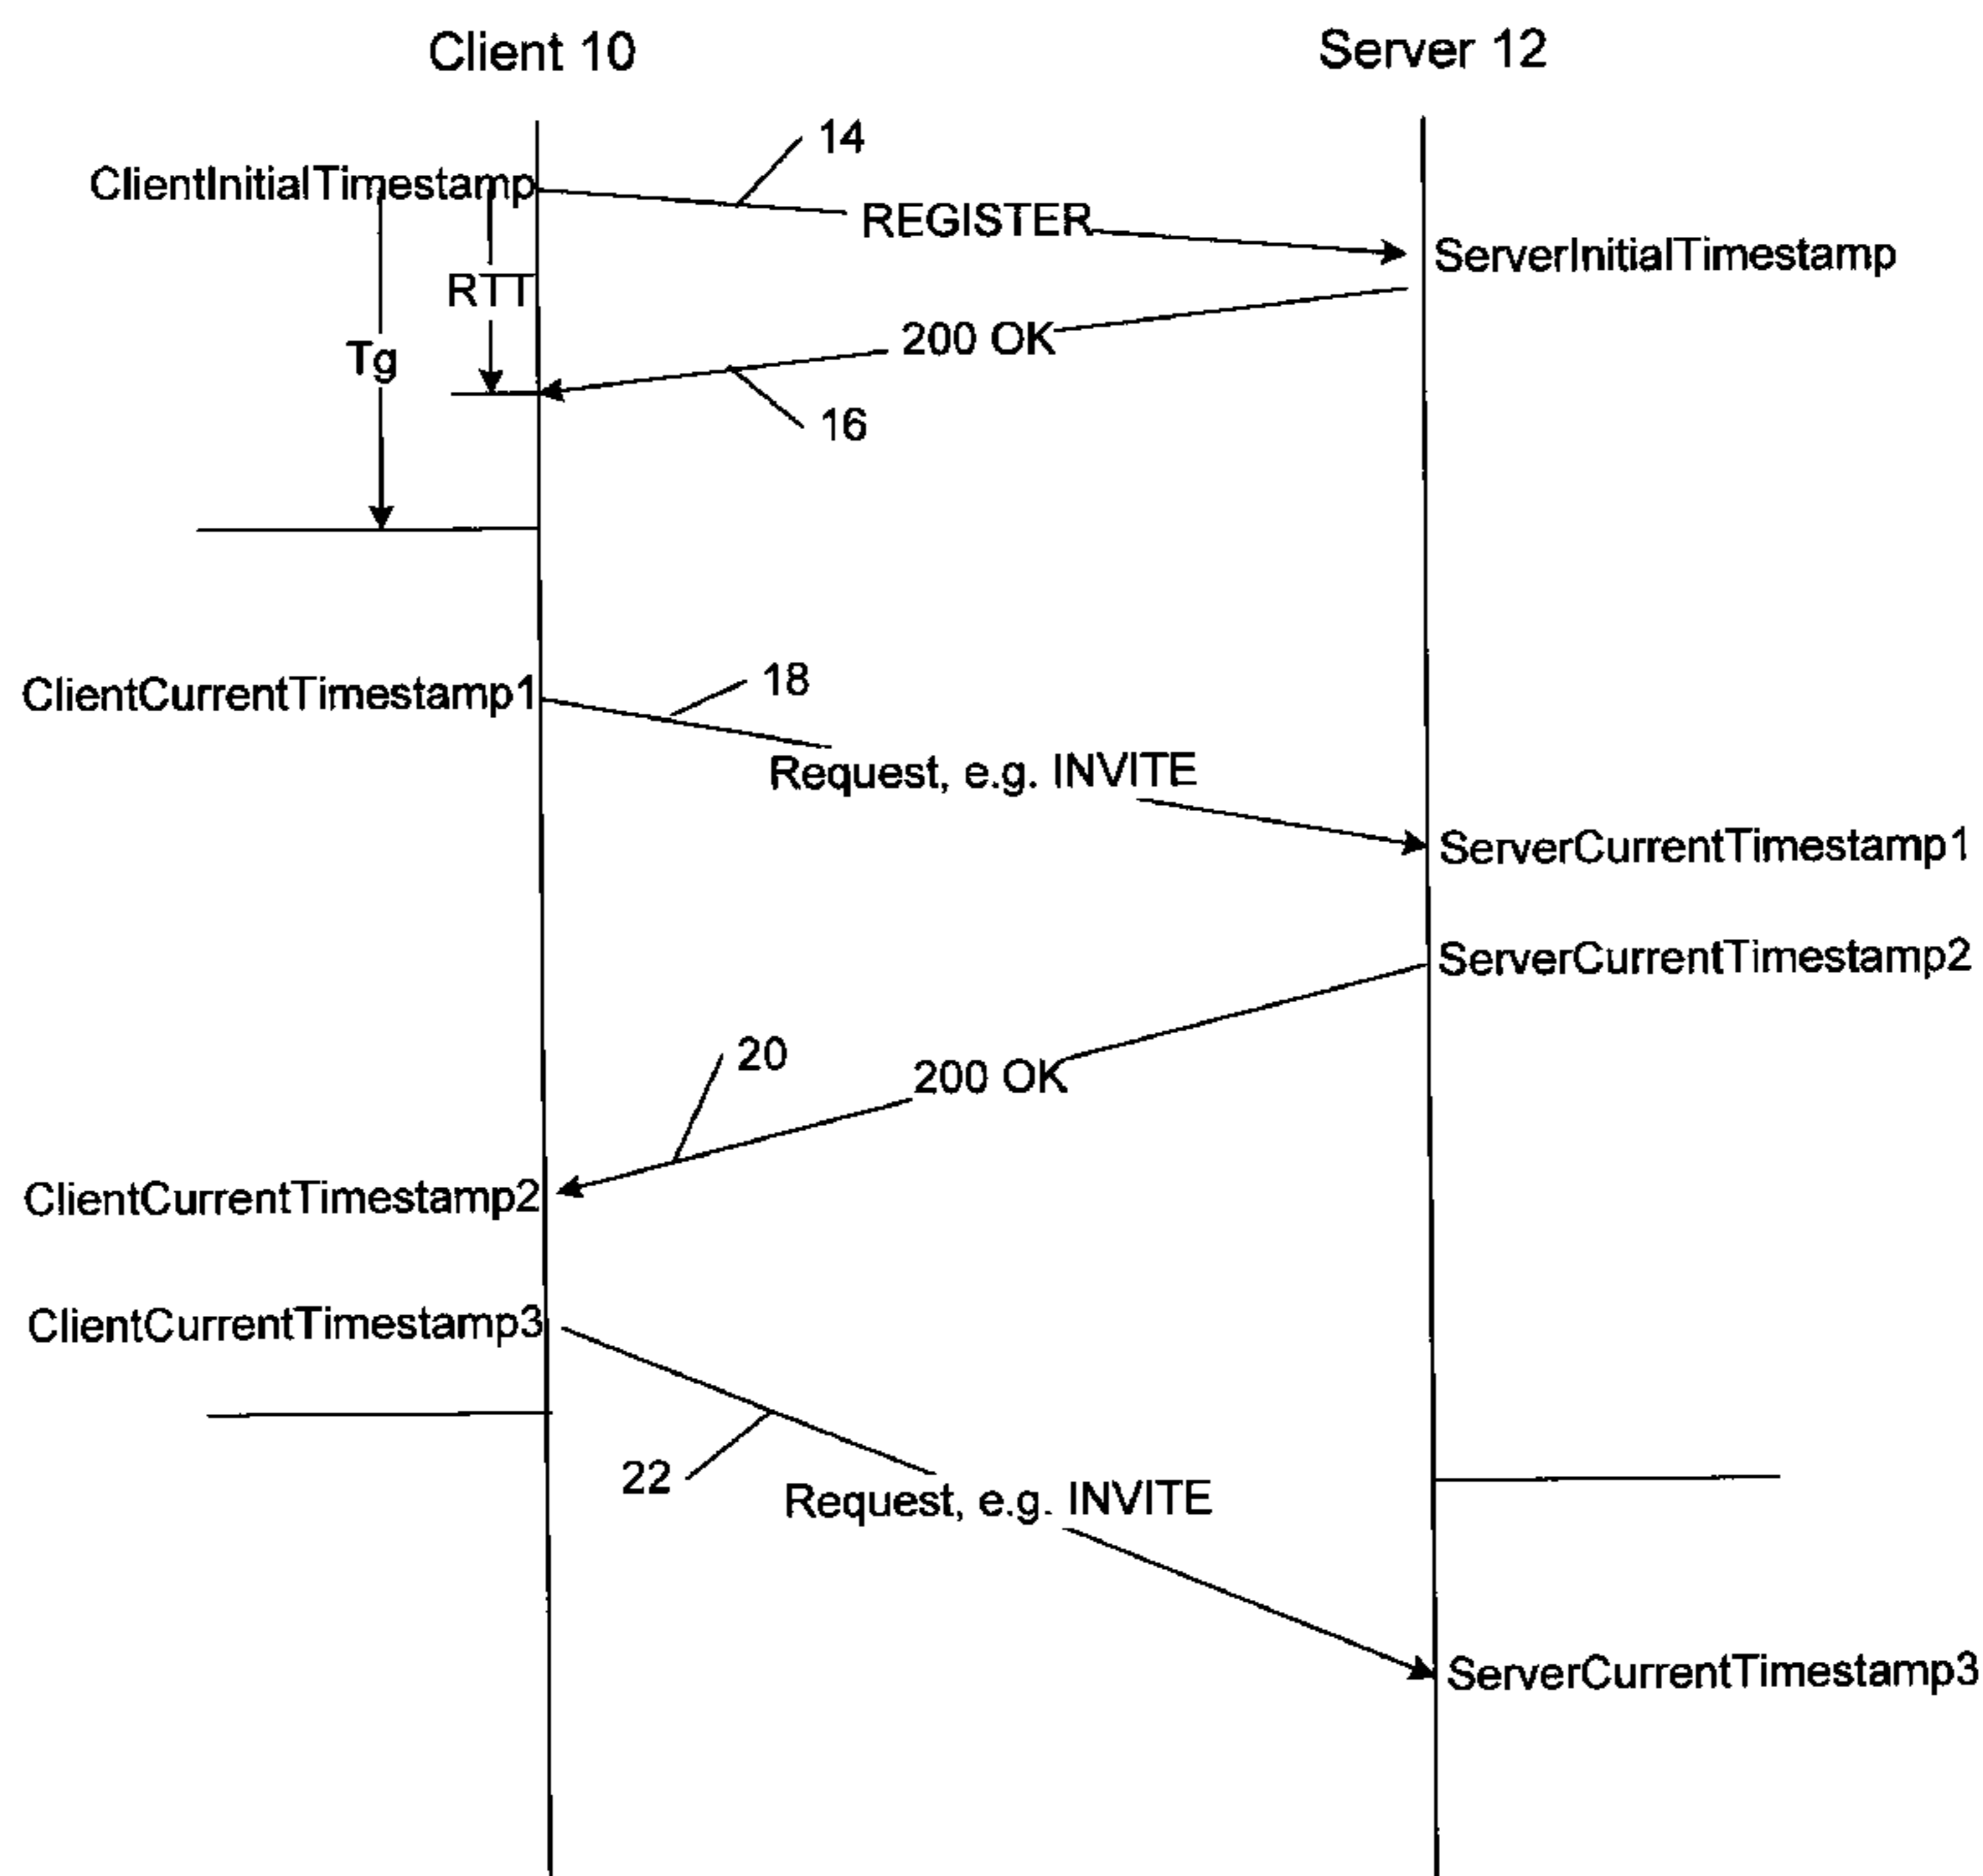 Client 10
Server 12
14
ClientInitialTimestamp
REGISTER
ServerInitialTimestamp
RTT
200 OK
Tg
16
18
ClientCurrentTimestamp1
Request, e.g. INVITE
ServerCurrentTimestamp1
ServerCurrentTimestamp2
20
200 OK
ClientCurrentTimestamp2
ClientCurrentTimestamp3
22
Request, e.g. INVITE
ServerCurrentTimestamp3